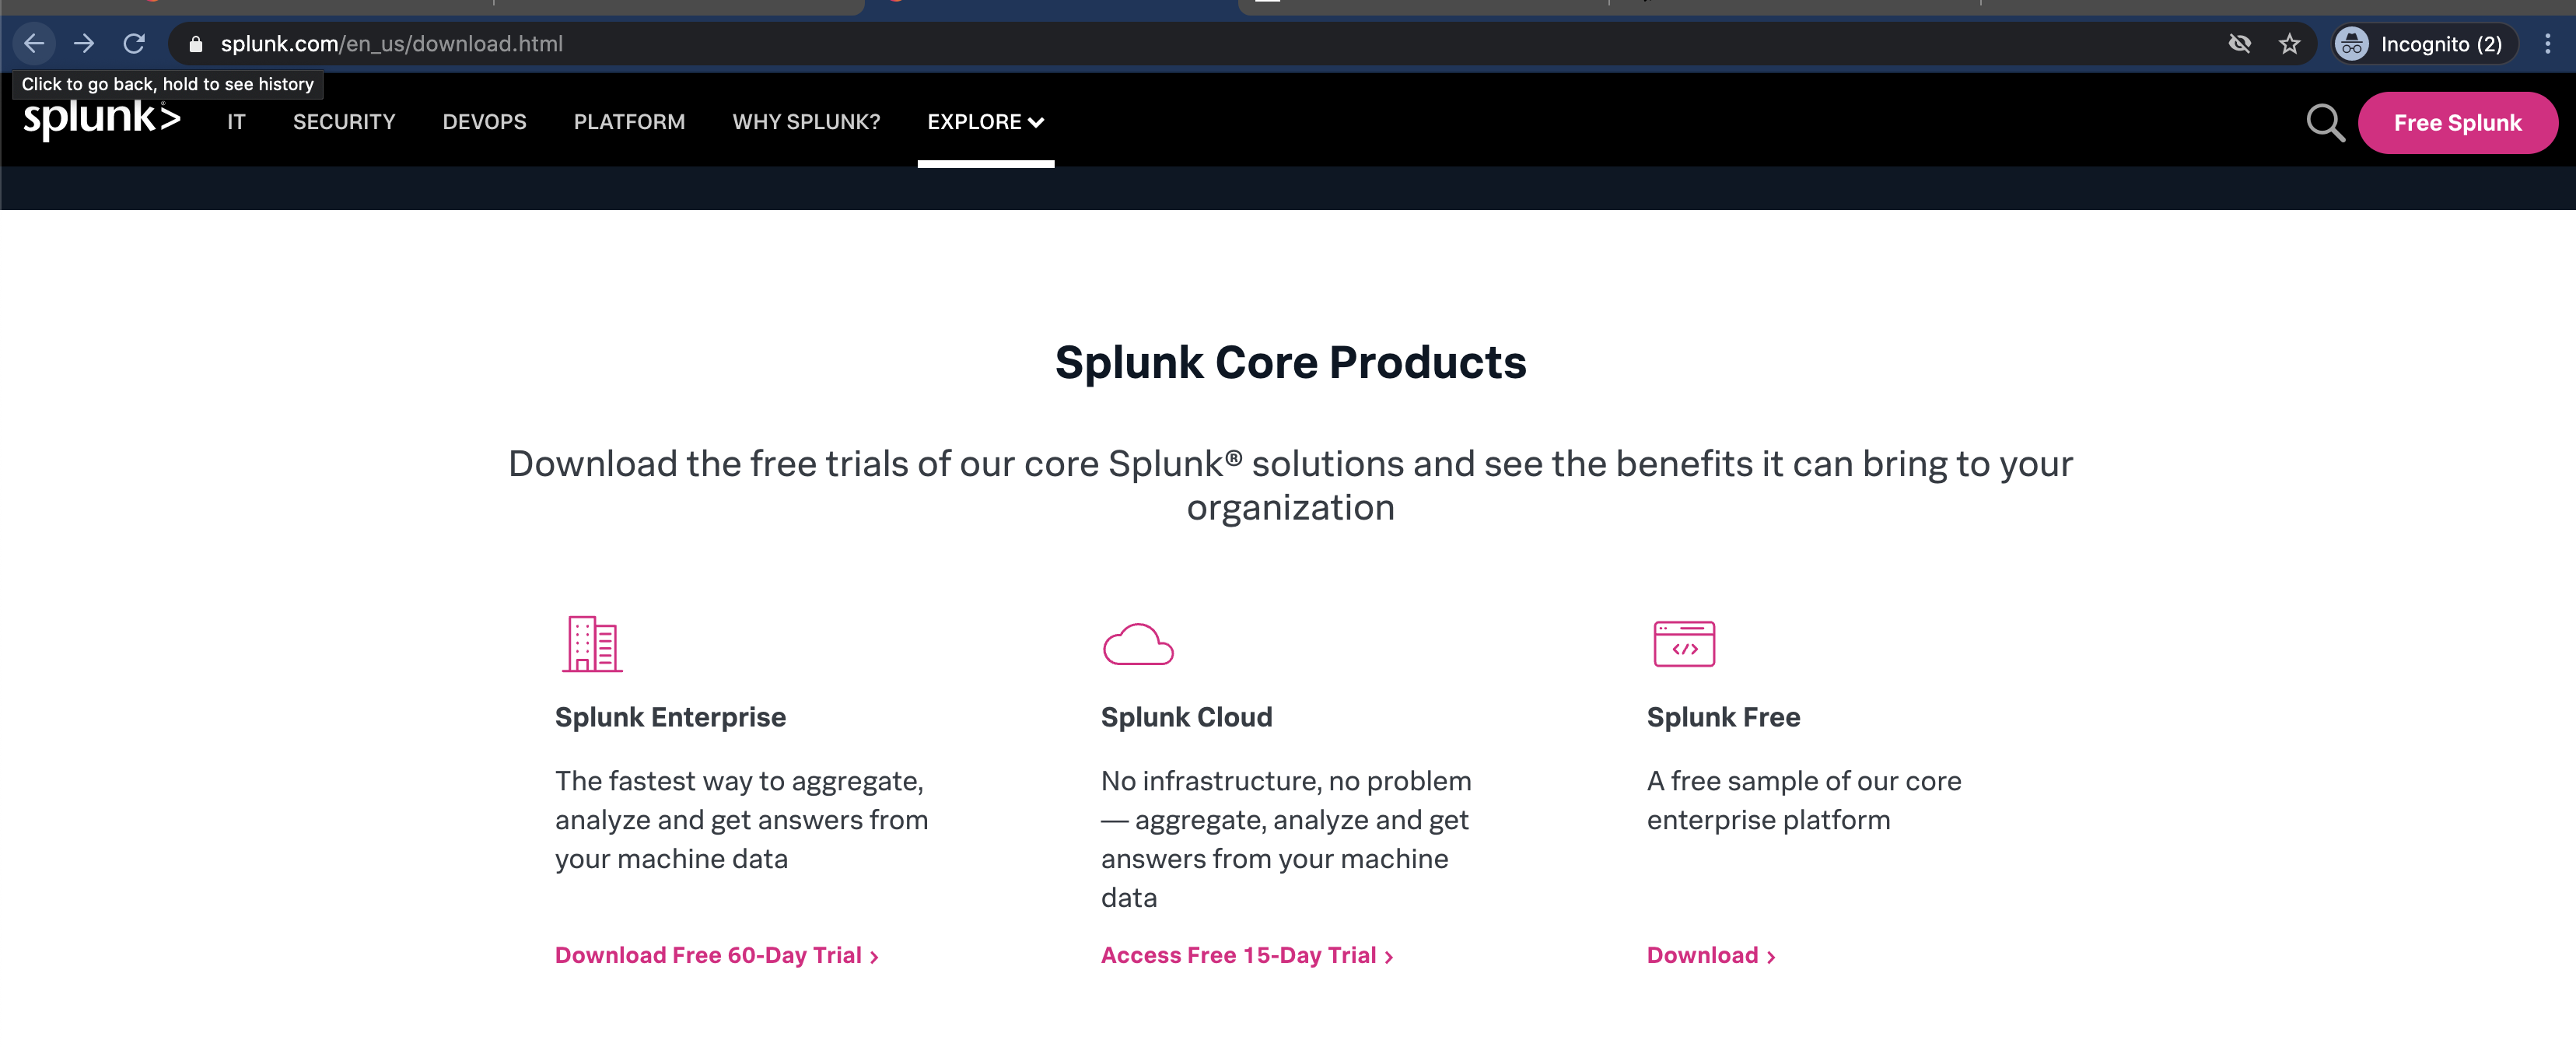 splunk.com/en_us/download.html
Incognito (2)
Click to go back, hold to see history
splunk>
IT
SECURITY
DEVOPS
PLATFORM
WHY SPLUNK?
EXPLORE
Free Splunk
Splunk Core Products
Download the free trials of our core Splunk® solutions and see the benefits it can bring to your
organization
</>
Splunk Enterprise
The fastest way to aggregate,
analyze and get answers from
your machine data
Download Free 60-Day Trial ›
Splunk Cloud
No infrastructure, no problem
— aggregate, analyze and get
answers from your machine
data
Access Free 15-Day Trial ›
Splunk Free
A free sample of our core
enterprise platform
Download ›